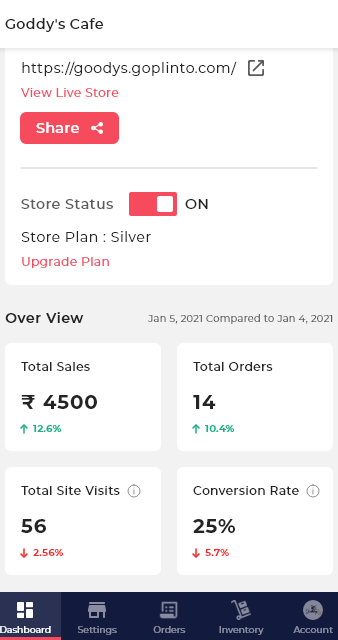 Goddy's Cafe
https://goodys.goplinto.com/
View Live Store
Share
Store Status ON
Store Plan : Silver
Upgrade Plan
Over View Jan 5, 2021 Compared to Jan 4, 2021
Total Sales
₹ 4500
↑ 12.6%
Total Orders
14
↑ 10.4%
Total Site Visits
56
↓ 2.56%
Conversion Rate
25%
↓ 5.7%
Dashboard Settings Orders Inventory Account